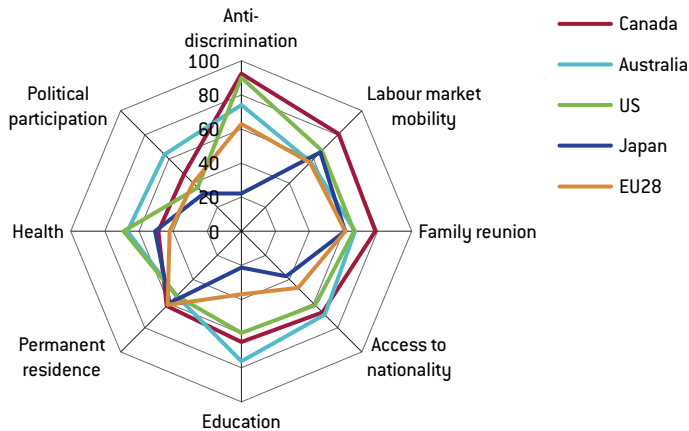 Anti-
discrimination
100
80
60
40
20
0
Labour market
mobility
Family reunion
Access to
nationality
Education
Permanent
residence
Health
Political
participation
Canada
Australia
US
Japan
EU28